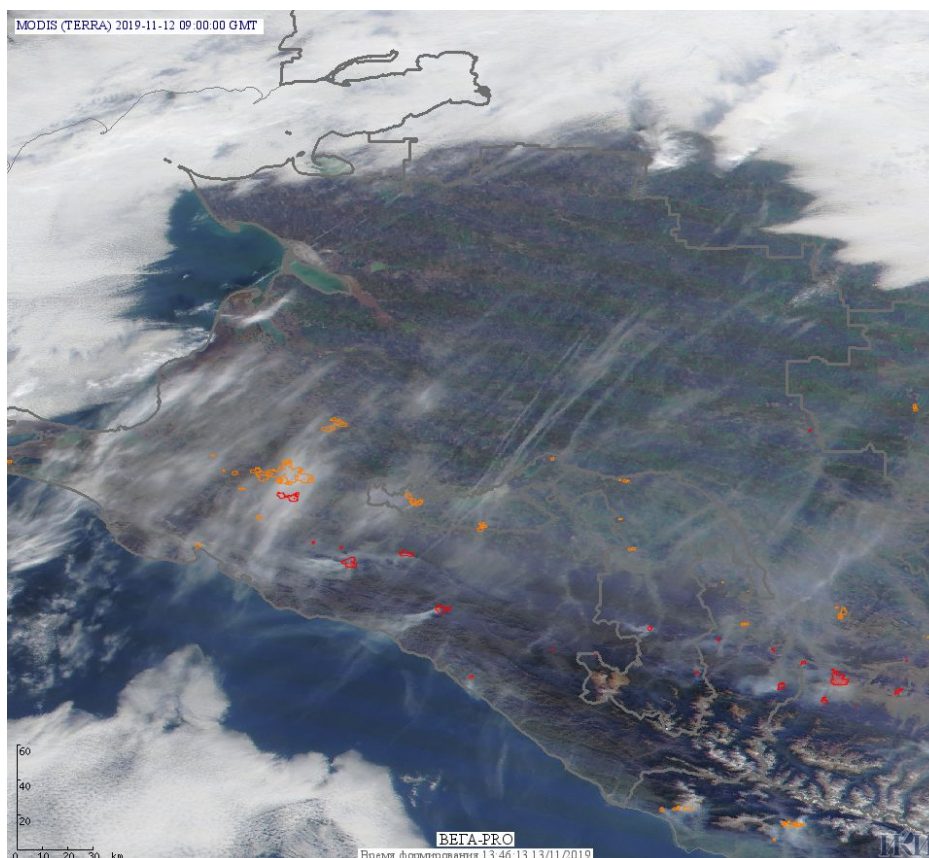 MODIS (TERRA) 2019-11-12 09:00:00 GMT
60
40
20
0 10 20 30 km
ВЕГА-PRO
Время формирования 13:46:13 13/11/2019
IKI